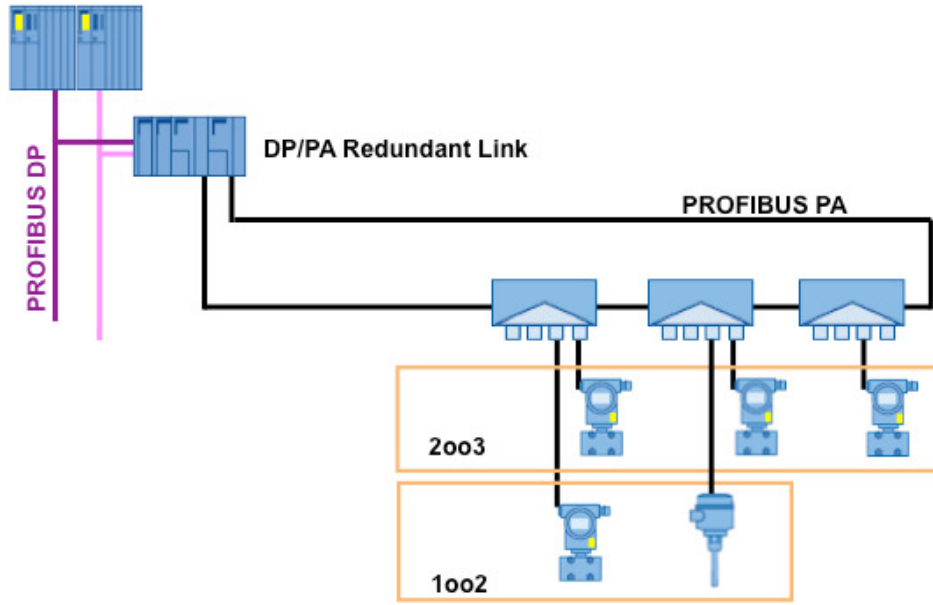 DP/PA Redundant Link
PROFIBUS DP
PROFIBUS PA
2oo3
1oo2